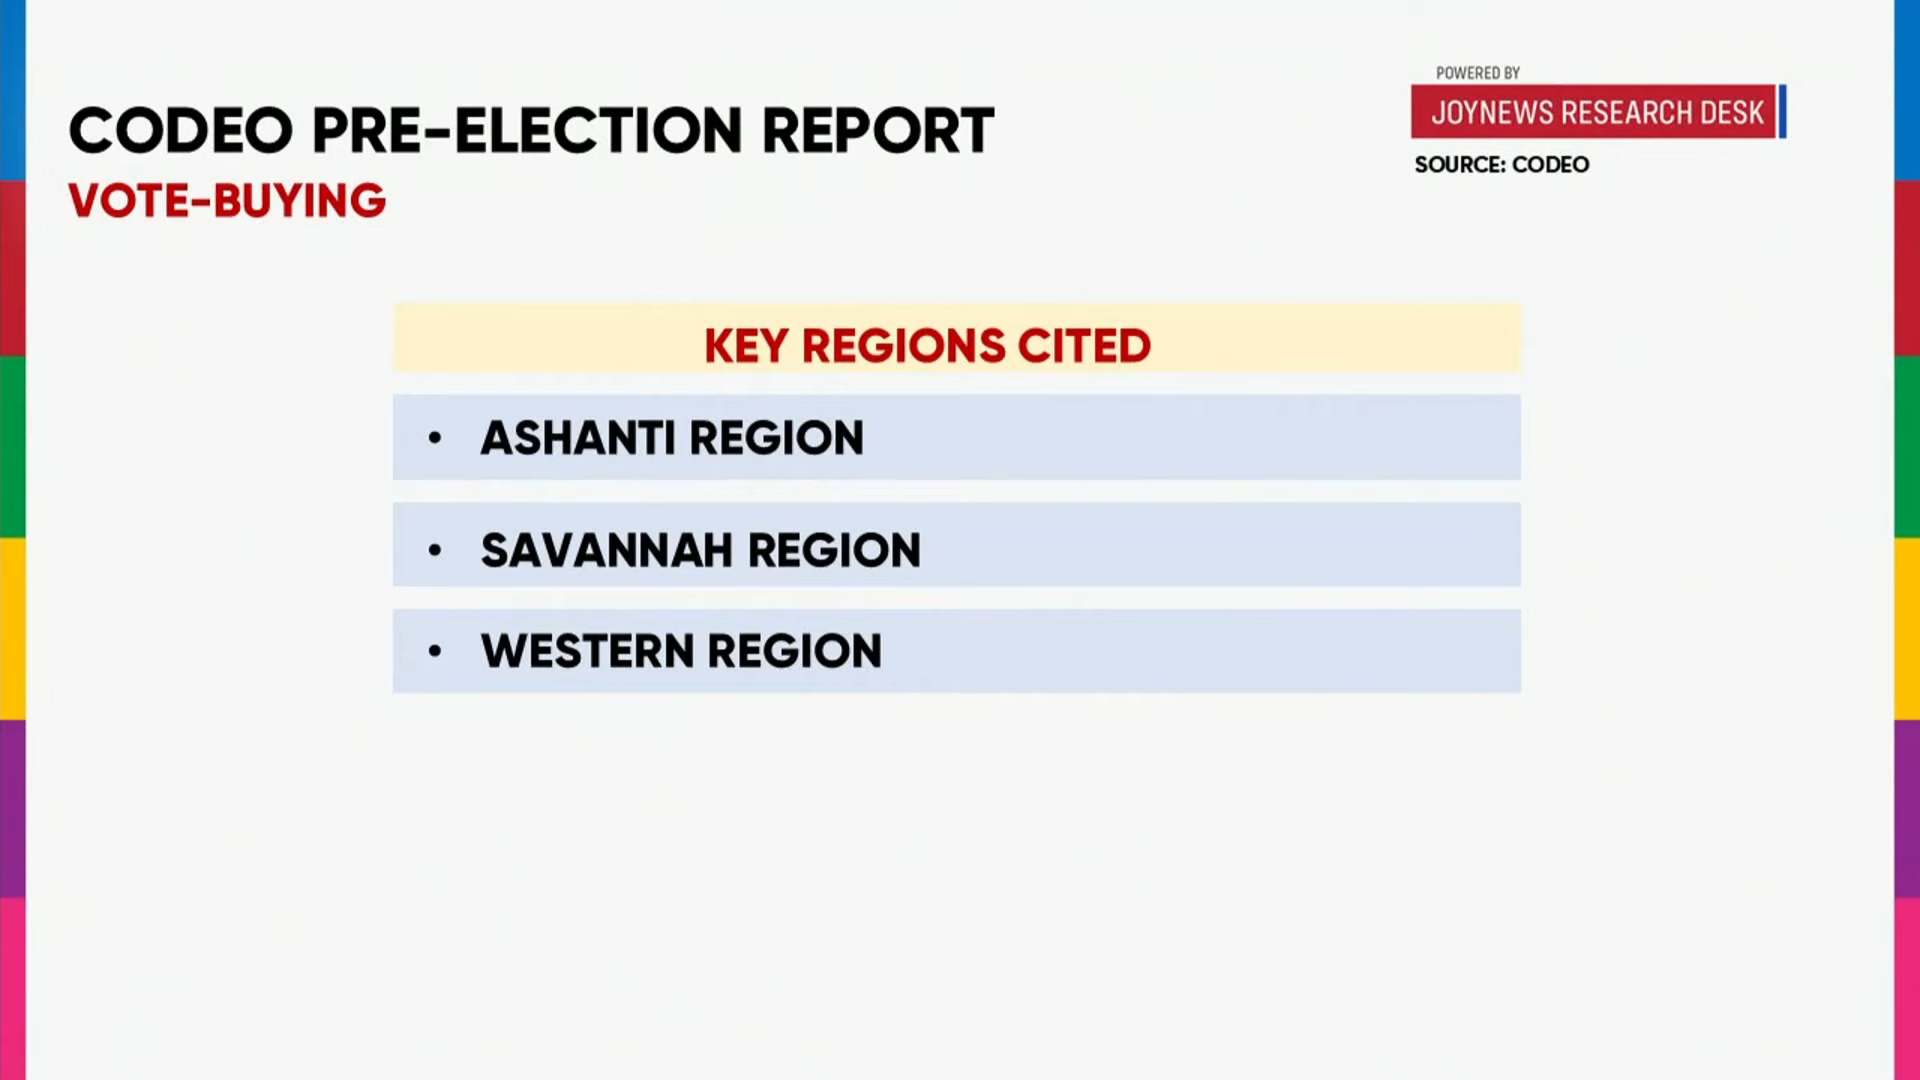 CODEO PRE-ELECTION REPORT
VOTE-BUYING
POWERED BY
JOYNEWS RESEARCH DESK
SOURCE: CODEO
KEY REGIONS CITED
• ASHANTI REGION
• SAVANNAH REGION
• WESTERN REGION